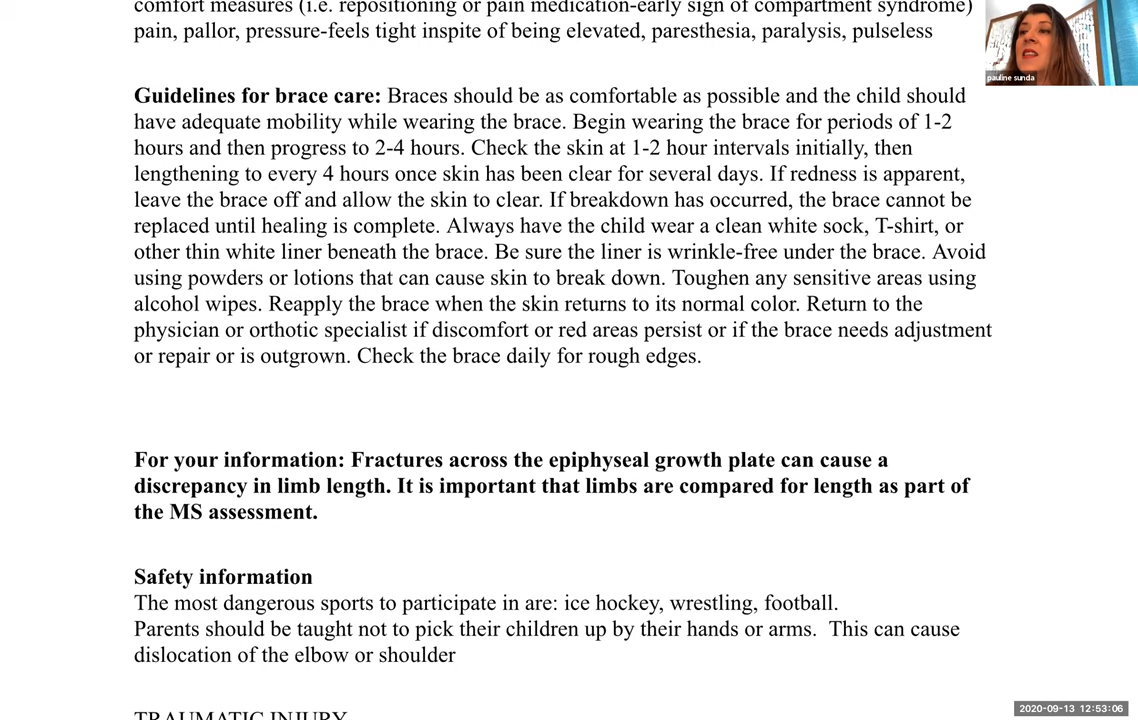 comfort measures (i.e. repositioning or pain medication-early sign of compartment syndrome)
pain, pallor, pressure-feels tight inspite of being elevated, paresthesia, paralysis, pulseless
pauline sunda
Guidelines for brace care: Braces should be as comfortable as possible and the child should
have adequate mobility while wearing the brace. Begin wearing the brace for periods of 1-2
hours and then progress to 2-4 hours. Check the skin at 1-2 hour intervals initially, then
lengthening to every 4 hours once skin has been clear for several days. If redness is apparent,
leave the brace off and allow the skin to clear. If breakdown has occurred, the brace cannot be
replaced until healing is complete. Always have the child wear a clean white sock, T-shirt, or
other thin white liner beneath the brace. Be sure the liner is wrinkle-free under the brace. Avoid
using powders or lotions that can cause skin to break down. Toughen any sensitive areas using
alcohol wipes. Reapply the brace when the skin returns to its normal color. Return to the
physician or orthotic specialist if discomfort or red areas persist or if the brace needs adjustment
or repair or is outgrown. Check the brace daily for rough edges.
For your information: Fractures across the epiphyseal growth plate can cause a
discrepancy in limb length. It is important that limbs are compared for length as part of
the MS assessment.
Safety information
The most dangerous sports to participate in are: ice hockey, wrestling, football.
Parents should be taught not to pick their children up by their hands or arms.  This can cause
dislocation of the elbow or shoulder
TRAUMATIC INJURY
2020-09-13 12:53:06